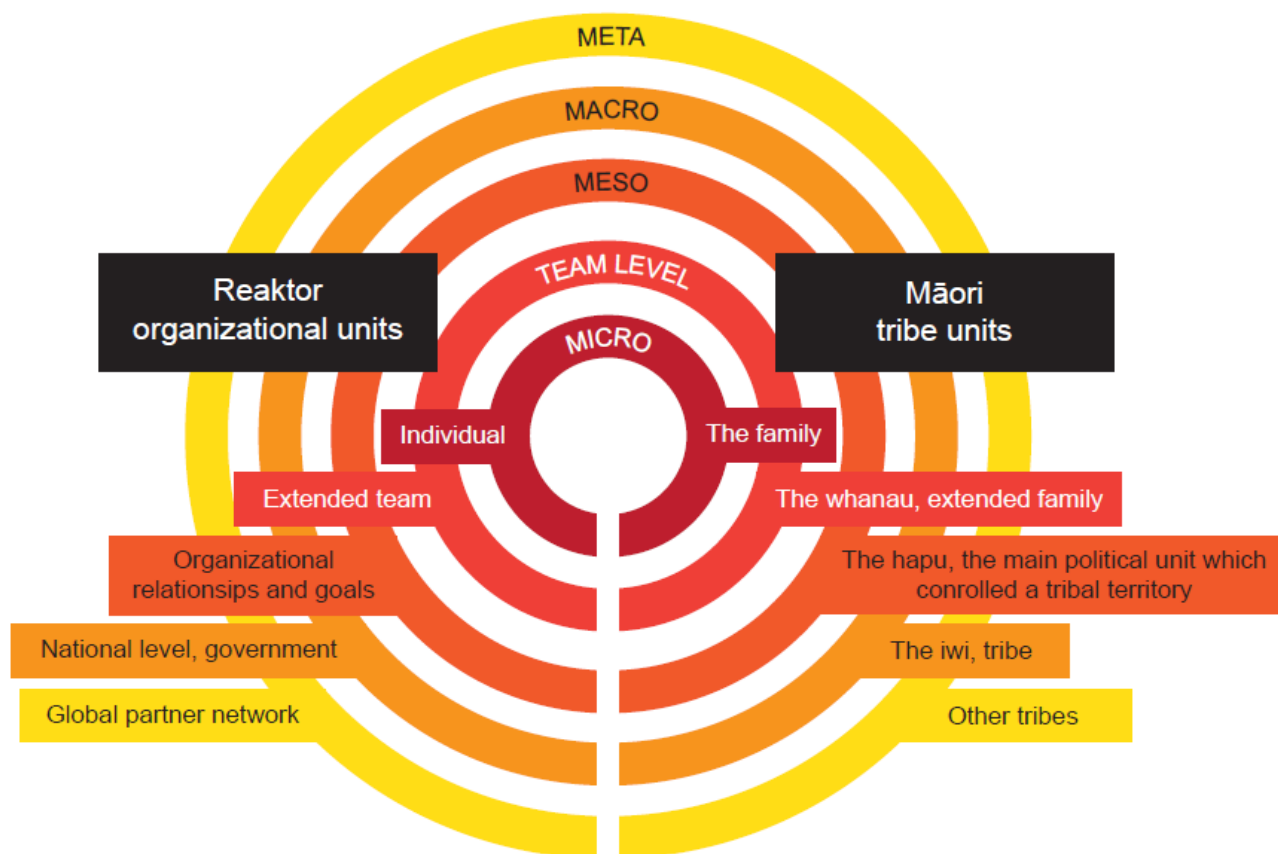 META
MACRO
MESO
TEAM LEVEL
MICRO
Reaktor
organizational units
Māori
tribe units
Individual
The family
Extended team
The whanau, extended family
Organizational
relationsips and goals
The hapu, the main political unit which
conrolled a tribal territory
National level, government
The iwi, tribe
Global partner network
Other tribes